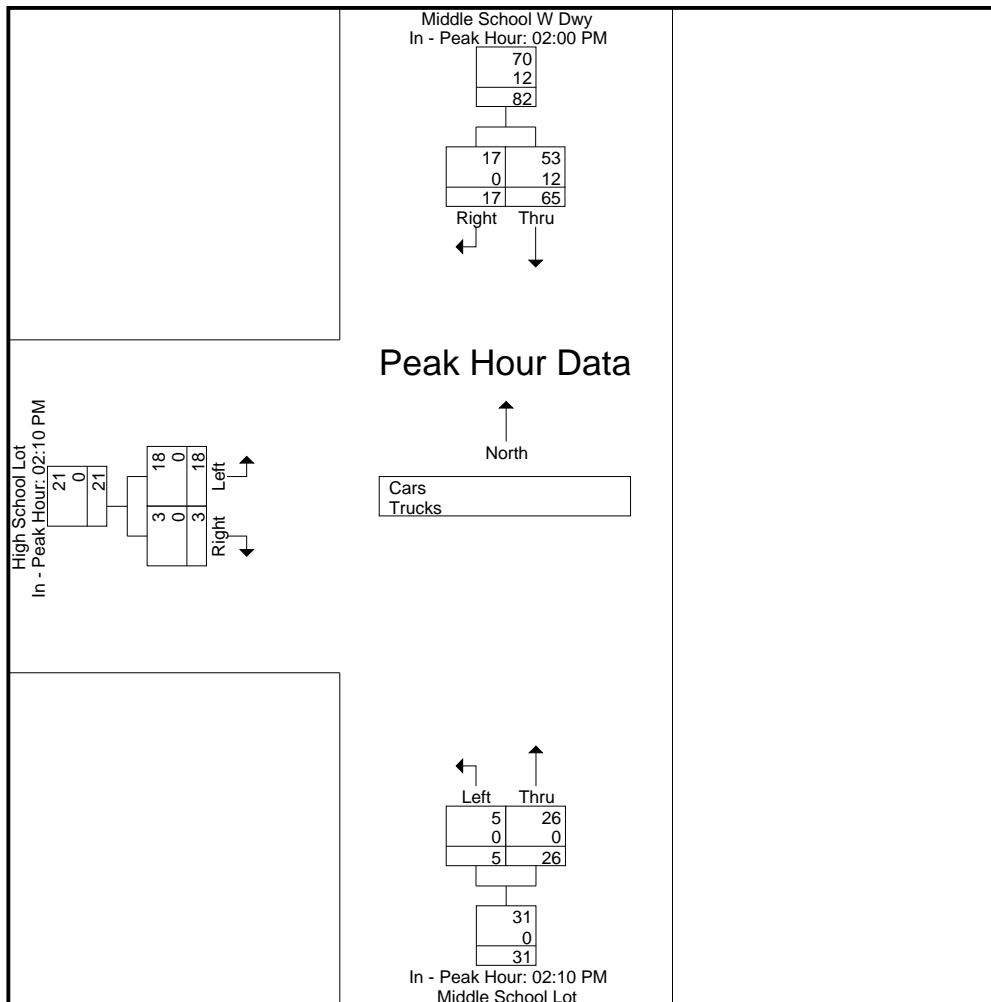 Middle School W Dwy
In - Peak Hour: 02:00 PM
70
12
82
17 53
0 12
17 65
Right Thru
Peak Hour Data
North
Cars
Trucks
High School Lot
In - Peak Hour: 02:10 PM
21
0
21
18
0
18
Left
3
0
3
Right
Left Thru
5 26
0 0
5 26
31
0
31
In - Peak Hour: 02:10 PM
Middle School Lot